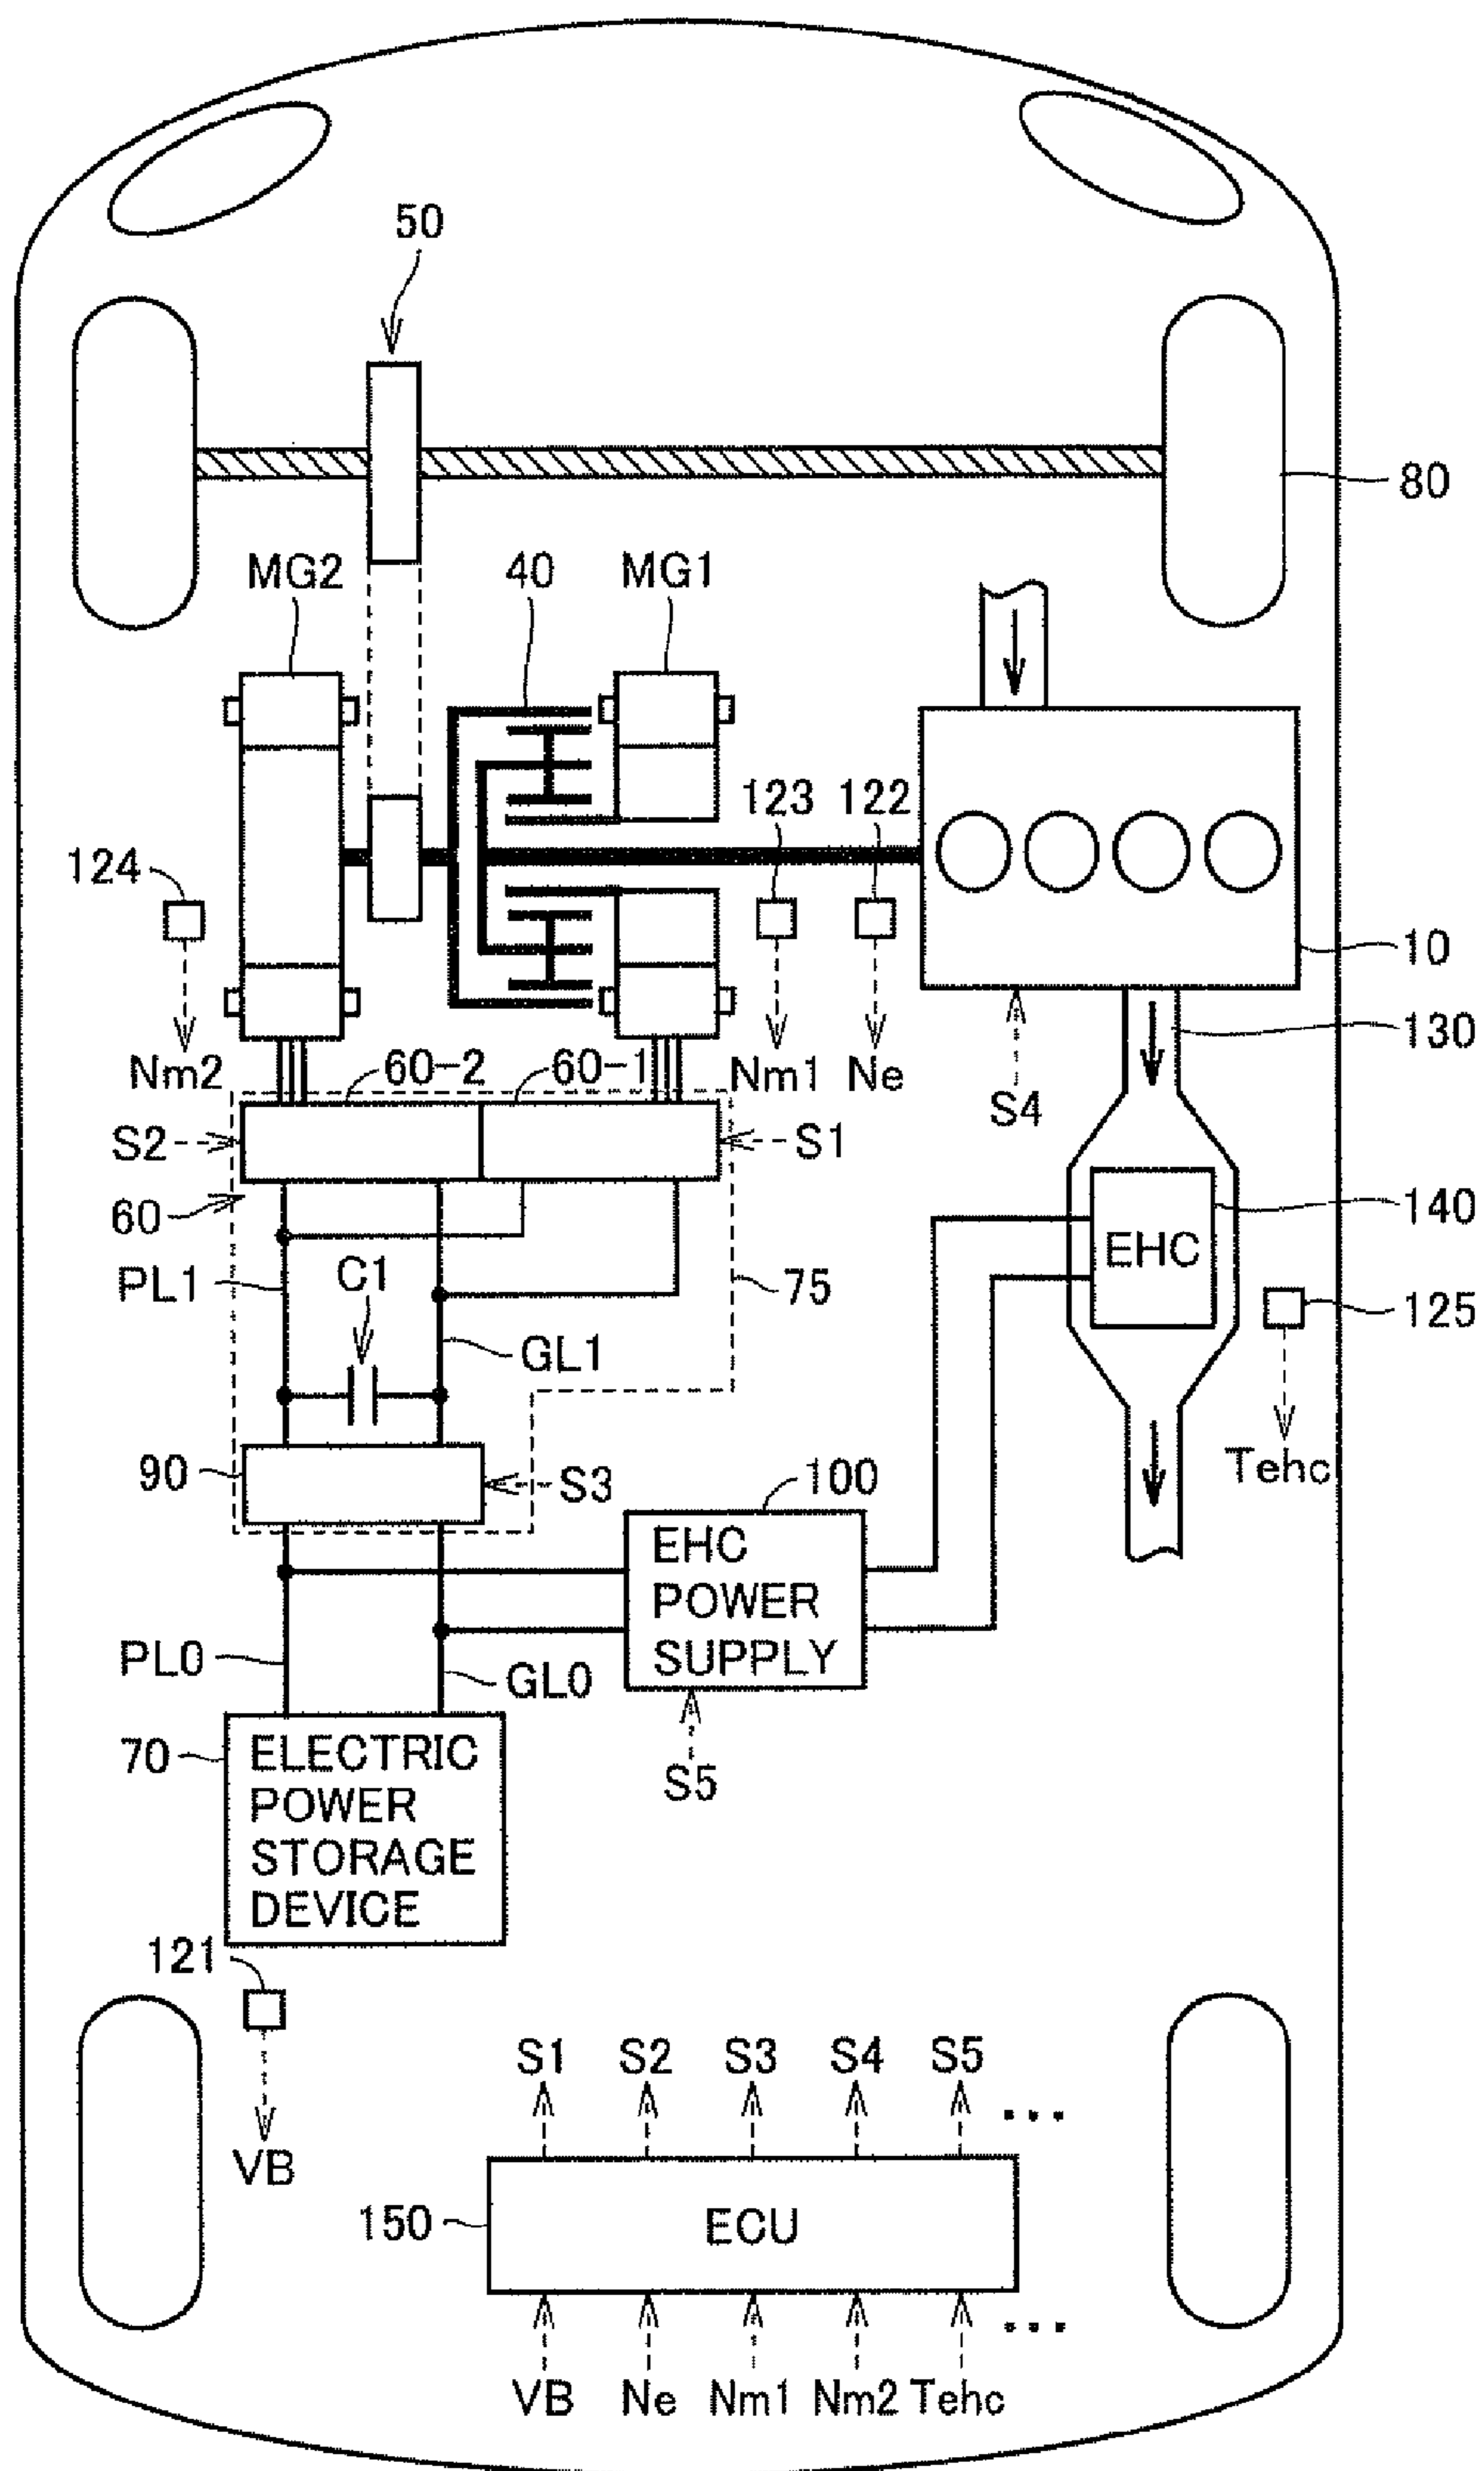 50
80
MG2
40
MG1
123
122
124
10
Nm2
60-2
60-1
Nm1
Ne
130
S4
S2
S1
60
140
EHC
PL1
C1
75
125
GL1
90
S3
Tehc
100
EHC
POWER
SUPPLY
PL0
GL0
70
ELECTRIC
POWER
STORAGE
DEVICE
S5
121
VB
S1 S2 S3 S4 S5 ...
150
ECU
...
VB Ne Nm1 Nm2 Tehc